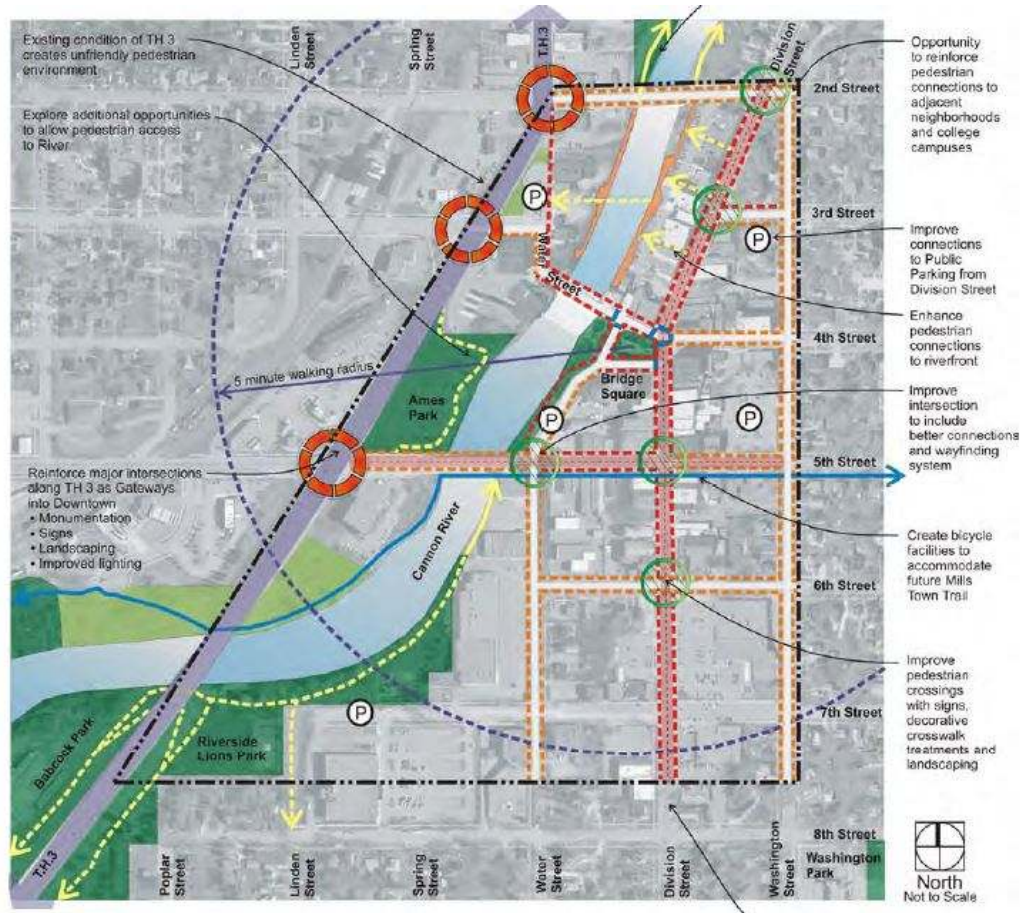 Existing condition of TH 3
creates unfriendly pedestrian
environment
Explore additional opportunities
to allow pedestrian access
to River
Linden
Street
Spring
Street
T.H.3
Division
Street
2nd Street
Opportunity
to reinforce
pedestrian
connections to
adjacent
neighborhoods
and college
campuses
P
3rd Street
P
Water
Street
Improve
connections
to Public
Parking from
Division Street
4th Street
Enhance
pedestrian
connections
to riverfront
5 minute walking radius
Bridge
Square
Ames
Park
P
P
Improve
intersection
to include
better connections
and wayfinding
system
5th Street
Reinforce major intersections
along TH 3 as Gateways
into Downtown
• Monumentation
• Signs
• Landscaping
• Improved lighting
Cannon River
Create bicycle
facilities to
accommodate
future Mills
Town Trail
6th Street
Improve
pedestrian
crossings
with signs,
decorative
crosswalk
treatments and
landscaping
P
7th Street
Babcock Park
Riverside
Lions Park
8th Street
Washington
Park
T.H.3
Poplar
Street
Linden
Street
Spring
Street
Water
Street
Division
Street
Washington
Street
North
Not to Scale